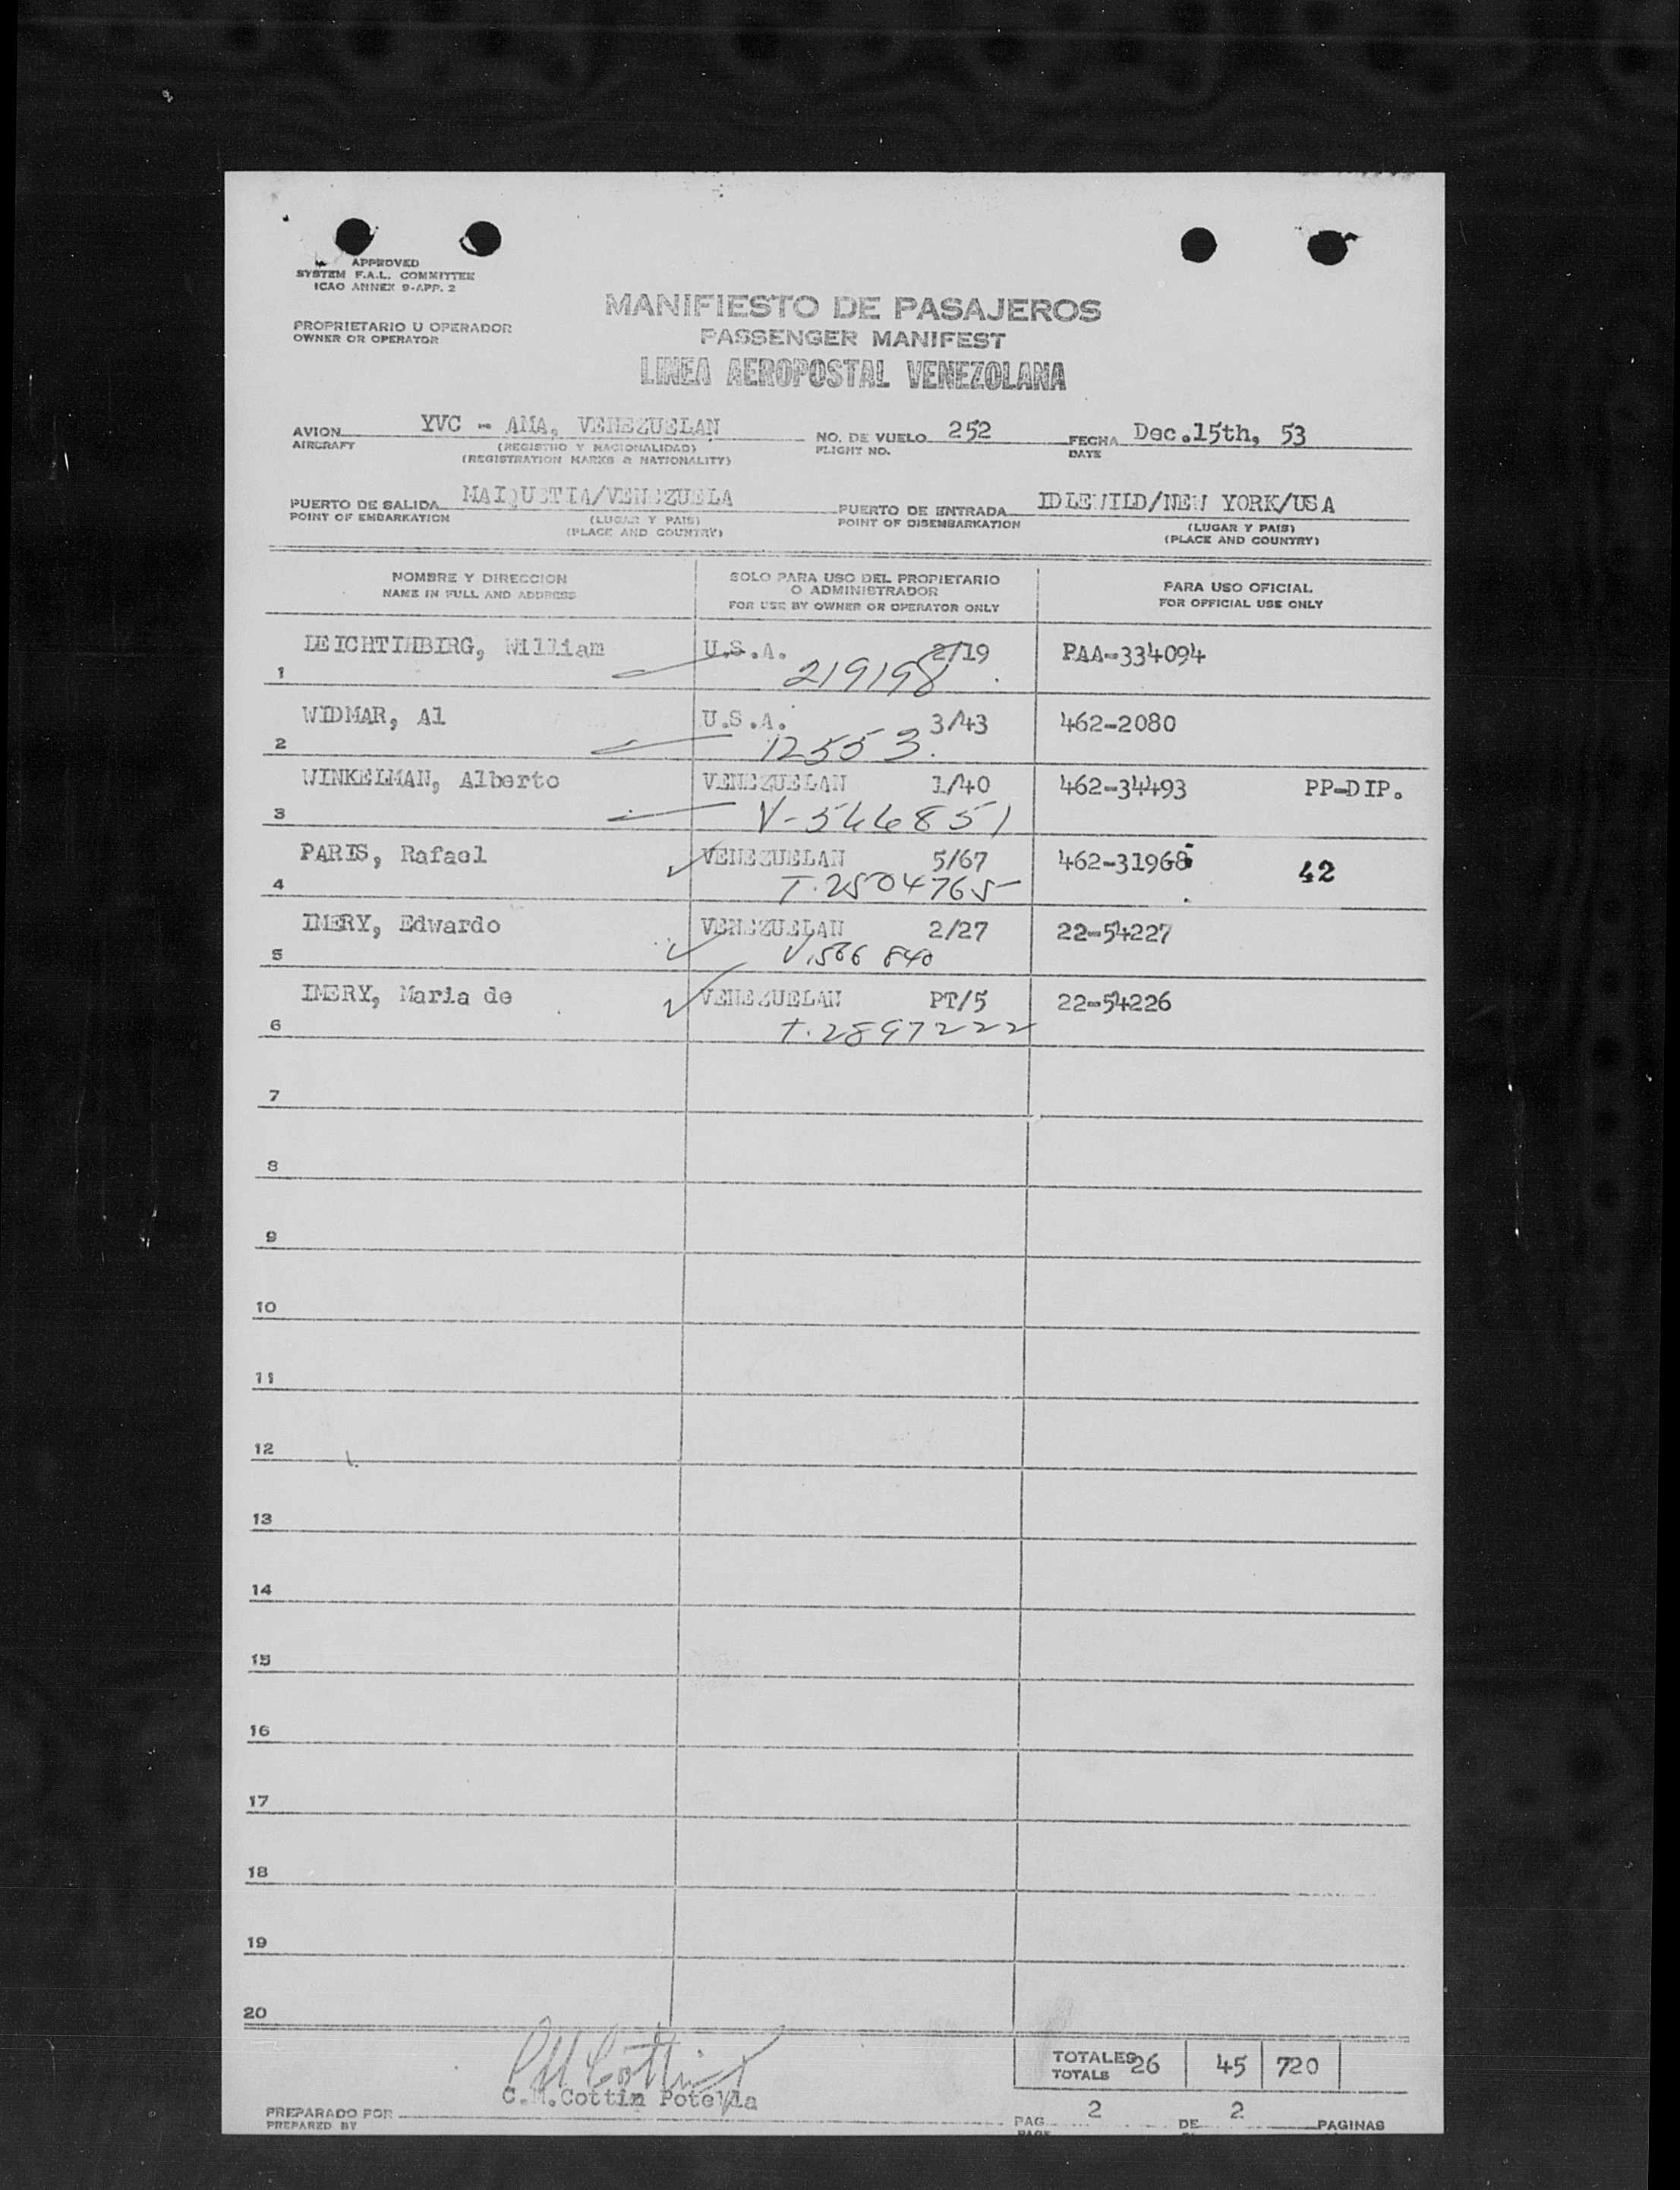 APPROVED
SYSTEM F.A.L. COMMITTEE
ICAO ANNEX 9-APP. 2
MANIFIESTO DE PASAJEROS
PROPRIETARIO U OPERADOR
OWNER OR OPERATOR
PASSENGER MANIFEST
LINEA AEROPOSTAL VENEZOLANA
AVION YVC - AMA, VENEZUELAN NO. DE VUELO 252 FECHA Dec.15th, 53
AIRCRAFT (REGISTRO Y NACIONALIDAD) FLIGHT NO. DATE
(REGISTRATION MARKS & NATIONALITY)
PUERTO DE SALIDA MAIQUETIA/VENEZUELA PUERTO DE ENTRADA IDLEWILD/NEW YORK/USA
POINT OF EMBARKATION (LUGAR Y PAIS) POINT OF DISEMBARKATION (LUGAR Y PAIS)
(PLACE AND COUNTRY) (PLACE AND COUNTRY)
NOMBRE Y DIRECCION SOLO PARA USO DEL PROPIETARIO PARA USO OFICIAL
NAME IN FULL AND ADDRESS O ADMINISTRADOR FOR OFFICIAL USE ONLY
FOR USE BY OWNER OR OPERATOR ONLY
LEICHTIHBIRG, William U.S.A. 2/19 PAA-334094
1 219198
WIDMAR, Al U.S.A. 3/43 462-2080
2 12553
WINKELMAN, Alberto VENEZUELAN 1/40 462-34493 PP-DIP.
3 V-544851
PARIS, Rafael VENEZUELAN 5/67 462-31968 42
4 T.2504765
IMERY, Edwardo VENEZUELAN 2/27 22-54227
5 V.566 840
IMERY, Maria de VENEZUELAN PT/5 22-54226
6 T.2897222
7
8
9
10
11
12
13
14
15
16
17
18
19
20
TOTALES 26 45 720
TOTALS
C.M.Cottin Potella
PREPARADO POR PAG. 2 DE 2 PAGINAS
PREPARED BY PAGE